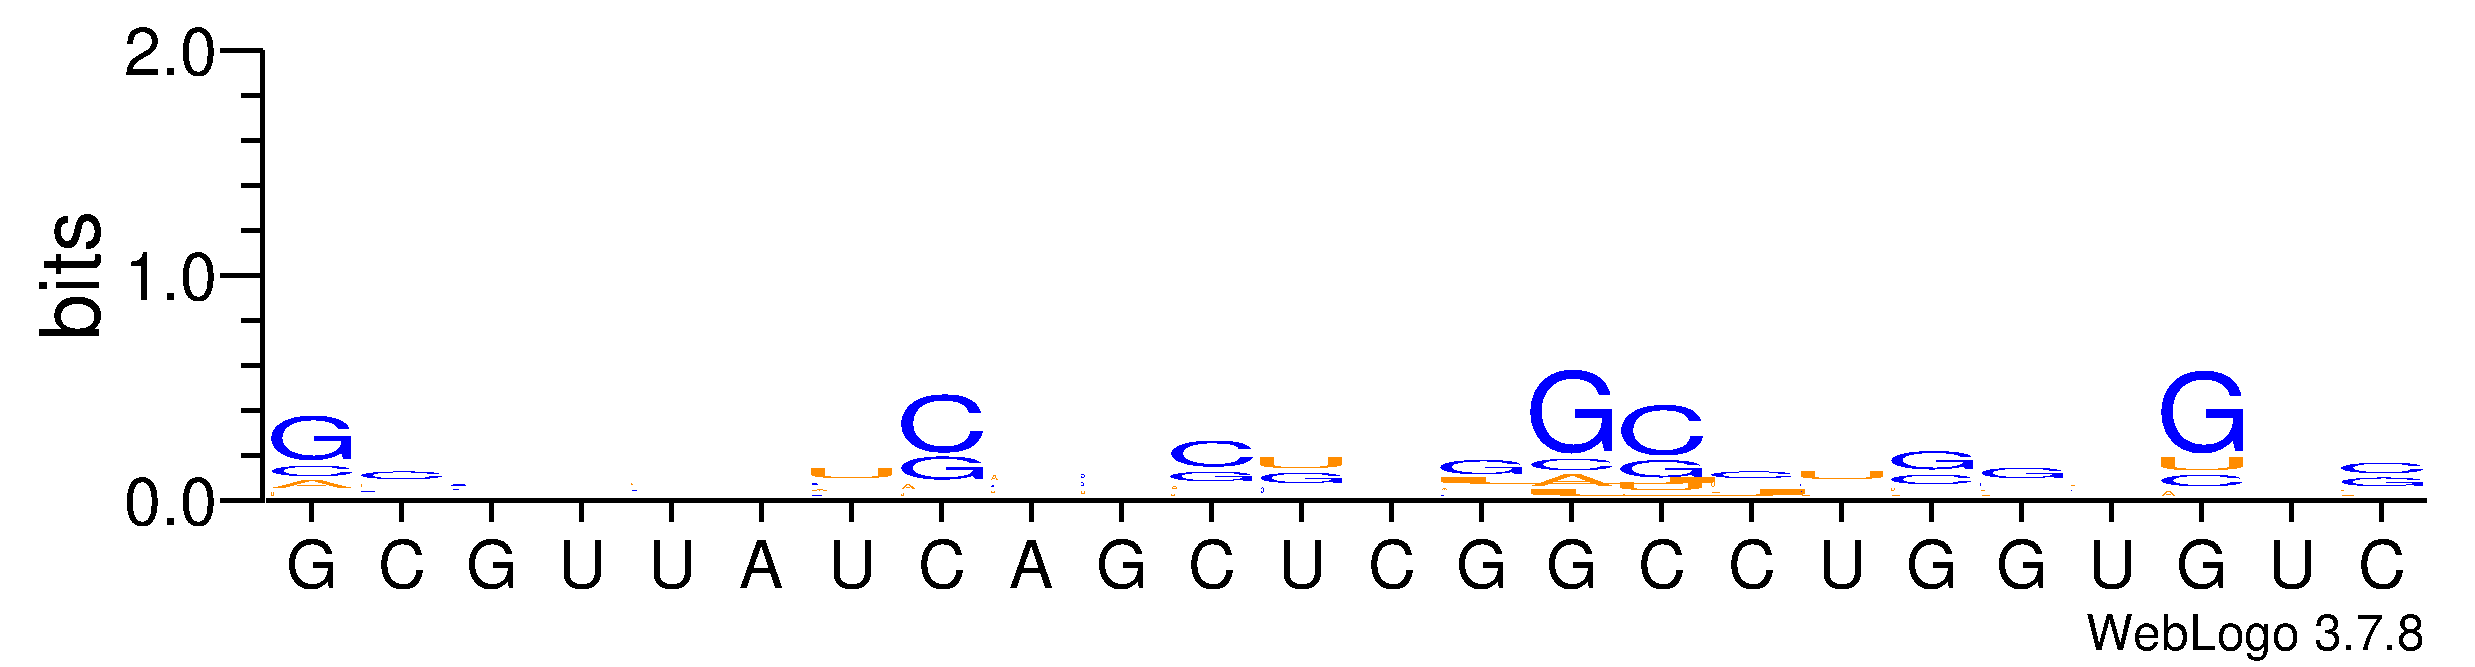 2.0
1.0
0.0
bits
G C G U U A U C A G C U C G G C C U G G U G U C
WebLogo 3.7.8